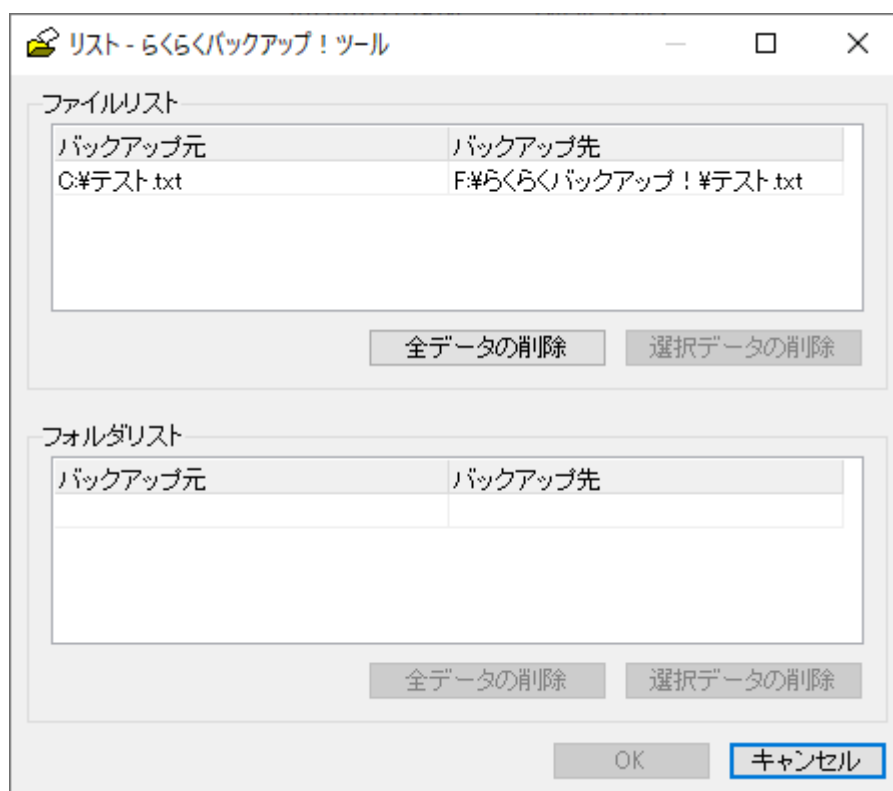 リスト - らくらくバックアップ！ツール
ファイルリスト
バックアップ元 バックアップ先
C:¥テスト.txt F:¥らくらくバックアップ！¥テスト.txt
全データの削除 選択データの削除
フォルダリスト
バックアップ元 バックアップ先
全データの削除 選択データの削除
OK キャンセル